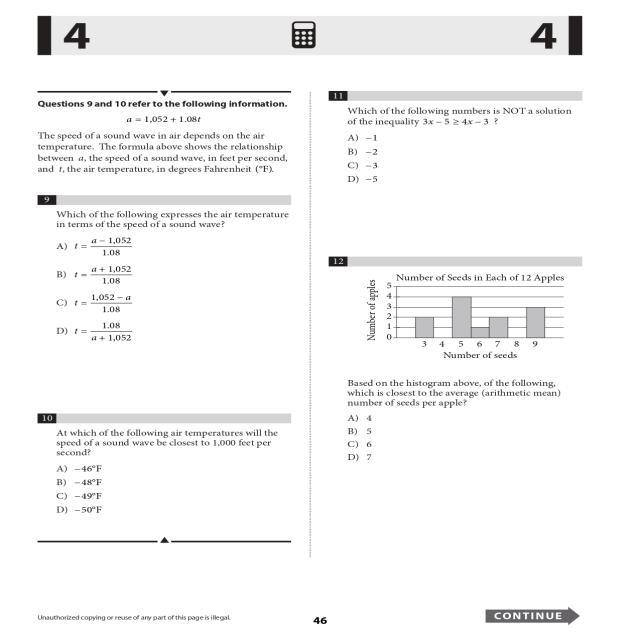 4
4
Questions 9 and 10 refer to the following information.
a = 1,052 + 1.08t
The speed of a sound wave in air depends on the air
temperature. The formula above shows the relationship
between a, the speed of a sound wave, in feet per second,
and t, the air temperature, in degrees Fahrenheit (°F).
9
Which of the following expresses the air temperature
in terms of the speed of a sound wave?
A) t = a − 1,052
1.08
B) t = a + 1,052
1.08
C) t = 1,052 − a
1.08
D) t = 1.08
a + 1,052
10
At which of the following air temperatures will the
speed of a sound wave be closest to 1,000 feet per
second?
A) −46°F
B) −48°F
C) −49°F
D) −50°F
11
Which of the following numbers is NOT a solution
of the inequality 3x − 5 ≥ 4x − 3 ?
A) −1
B) −2
C) −3
D) −5
12
Number of Seeds in Each of 12 Apples
Number of apples
5
4
3
2
1
0
3 4 5 6 7 8 9
Number of seeds
Based on the histogram above, of the following,
which is closest to the average (arithmetic mean)
number of seeds per apple?
A) 4
B) 5
C) 6
D) 7
Unauthorized copying or reuse of any part of this page is illegal.
46
CONTINUE